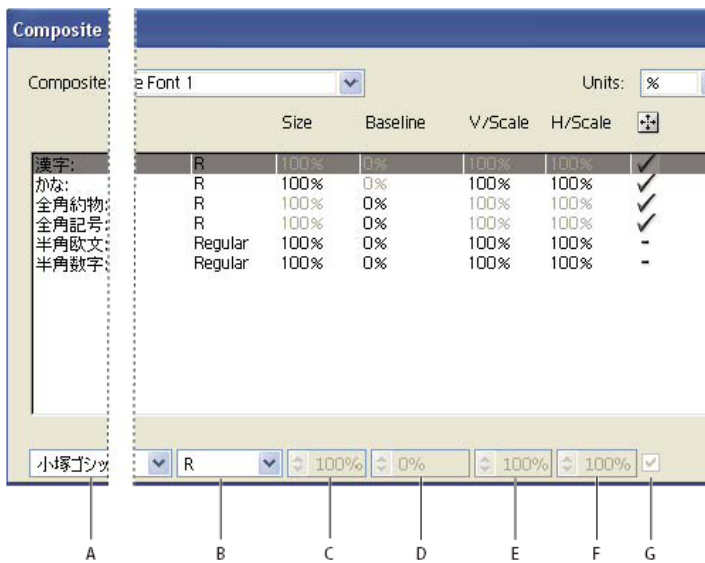 Composite
Composite e Font 1 Units: %
Size Baseline V/Scale H/Scale
漢字: R 100% 0% 100% 100%
かな: R 100% 0% 100% 100%
全角約物: R 100% 0% 100% 100%
全角記号: R 100% 0% 100% 100%
半角欧文: Regular 100% 0% 100% 100% -
半角数字: Regular 100% 0% 100% 100% -
小塚ゴシッ R 100% 0% 100% 100%
A B C D E F G